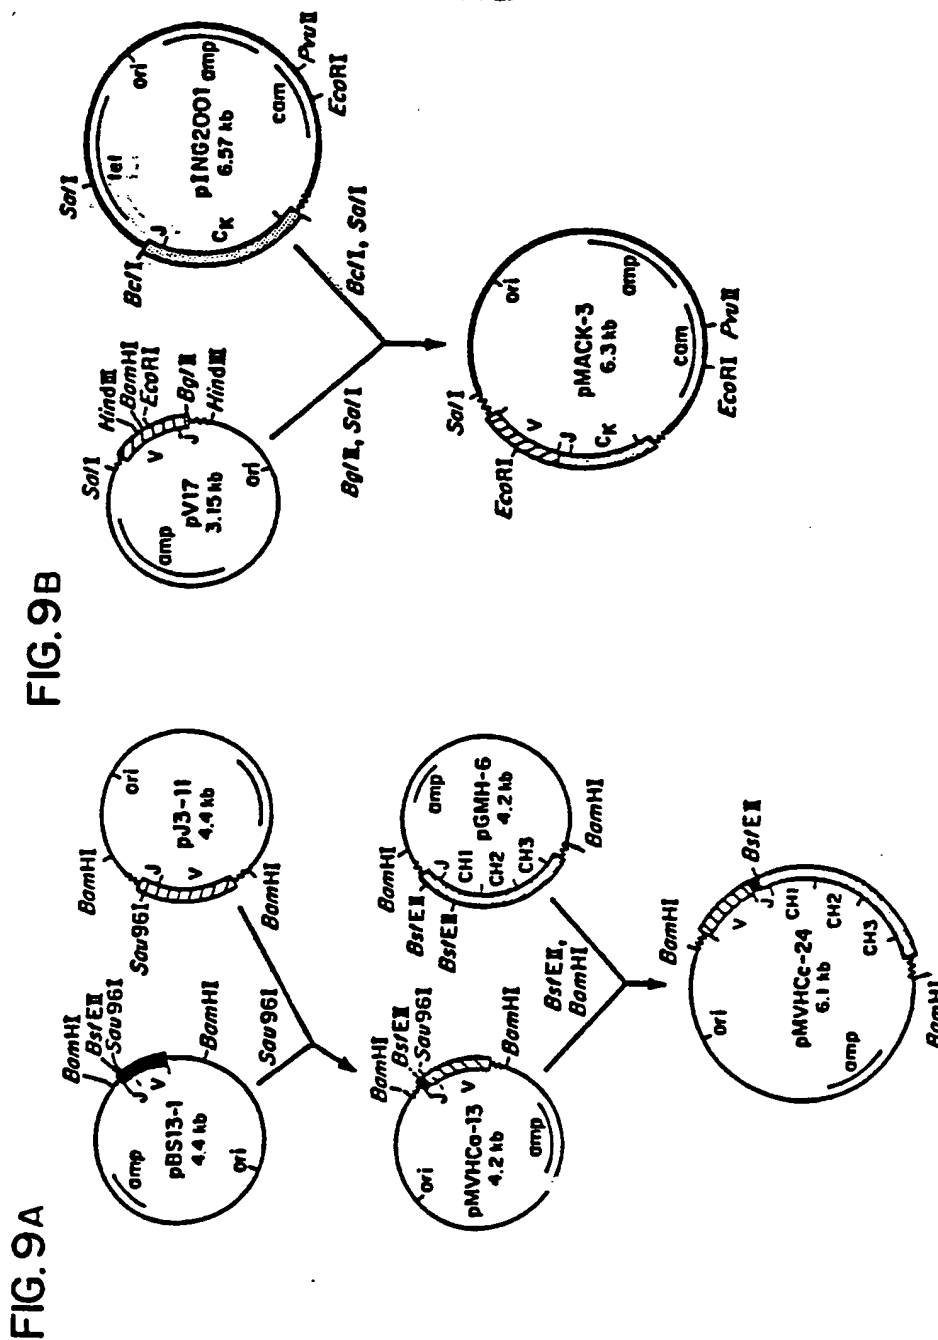 FIG. 9A
BamHI
BstEII
Sau96I
J
V
BamHI
amp
pBS13-1
4.4 kb
ori
BamHI
ori
Sau96I
J
V
pJ3-11
4.4 kb
BamHI
Sau96I
BamHI
BstEII
Sau96I
J
V
BamHI
ori
pMVHCa-13
4.2 kb
amp
BamHI
amp
BstEII
J
CH1
BstEII
CH2
CH3
pGMH-6
4.2 kb
BamHI
BstEII,
BamHI
BamHI
V
BstEII
J
CH1
CH2
CH3
ori
pMVHCc-24
6.1 kb
amp
BamHI
FIG. 9B
SalI
HindIII
BamHI
EcoRI
V
J
BglII
HindIII
amp
pV17
3.15 kb
ori
SalI
tet
ori
BclI
J
pING2001
6.57 kb
amp
CK
cam
PvuII
EcoRI
BglII, SalI
BclI, SalI
SalI
ori
V
EcoRI
J
CK
pMACK-3
6.3 kb
amp
cam
EcoRI
PvuII